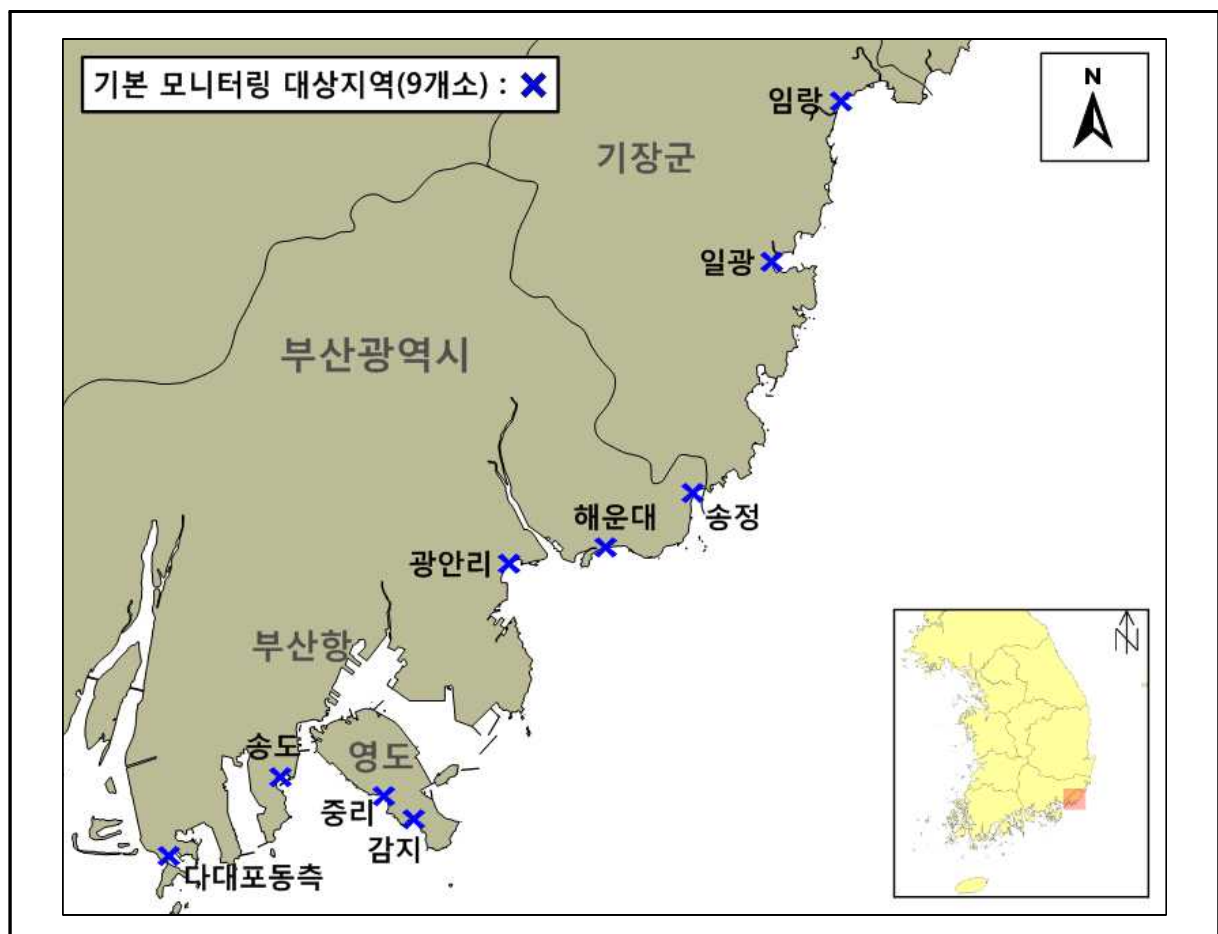 기본 모니터링 대상지역(9개소) :
N
임랑
기장군
일광
부산광역시
해운대
송정
광안리
부산항
송도
영도
중리
감지
다대포동측
N